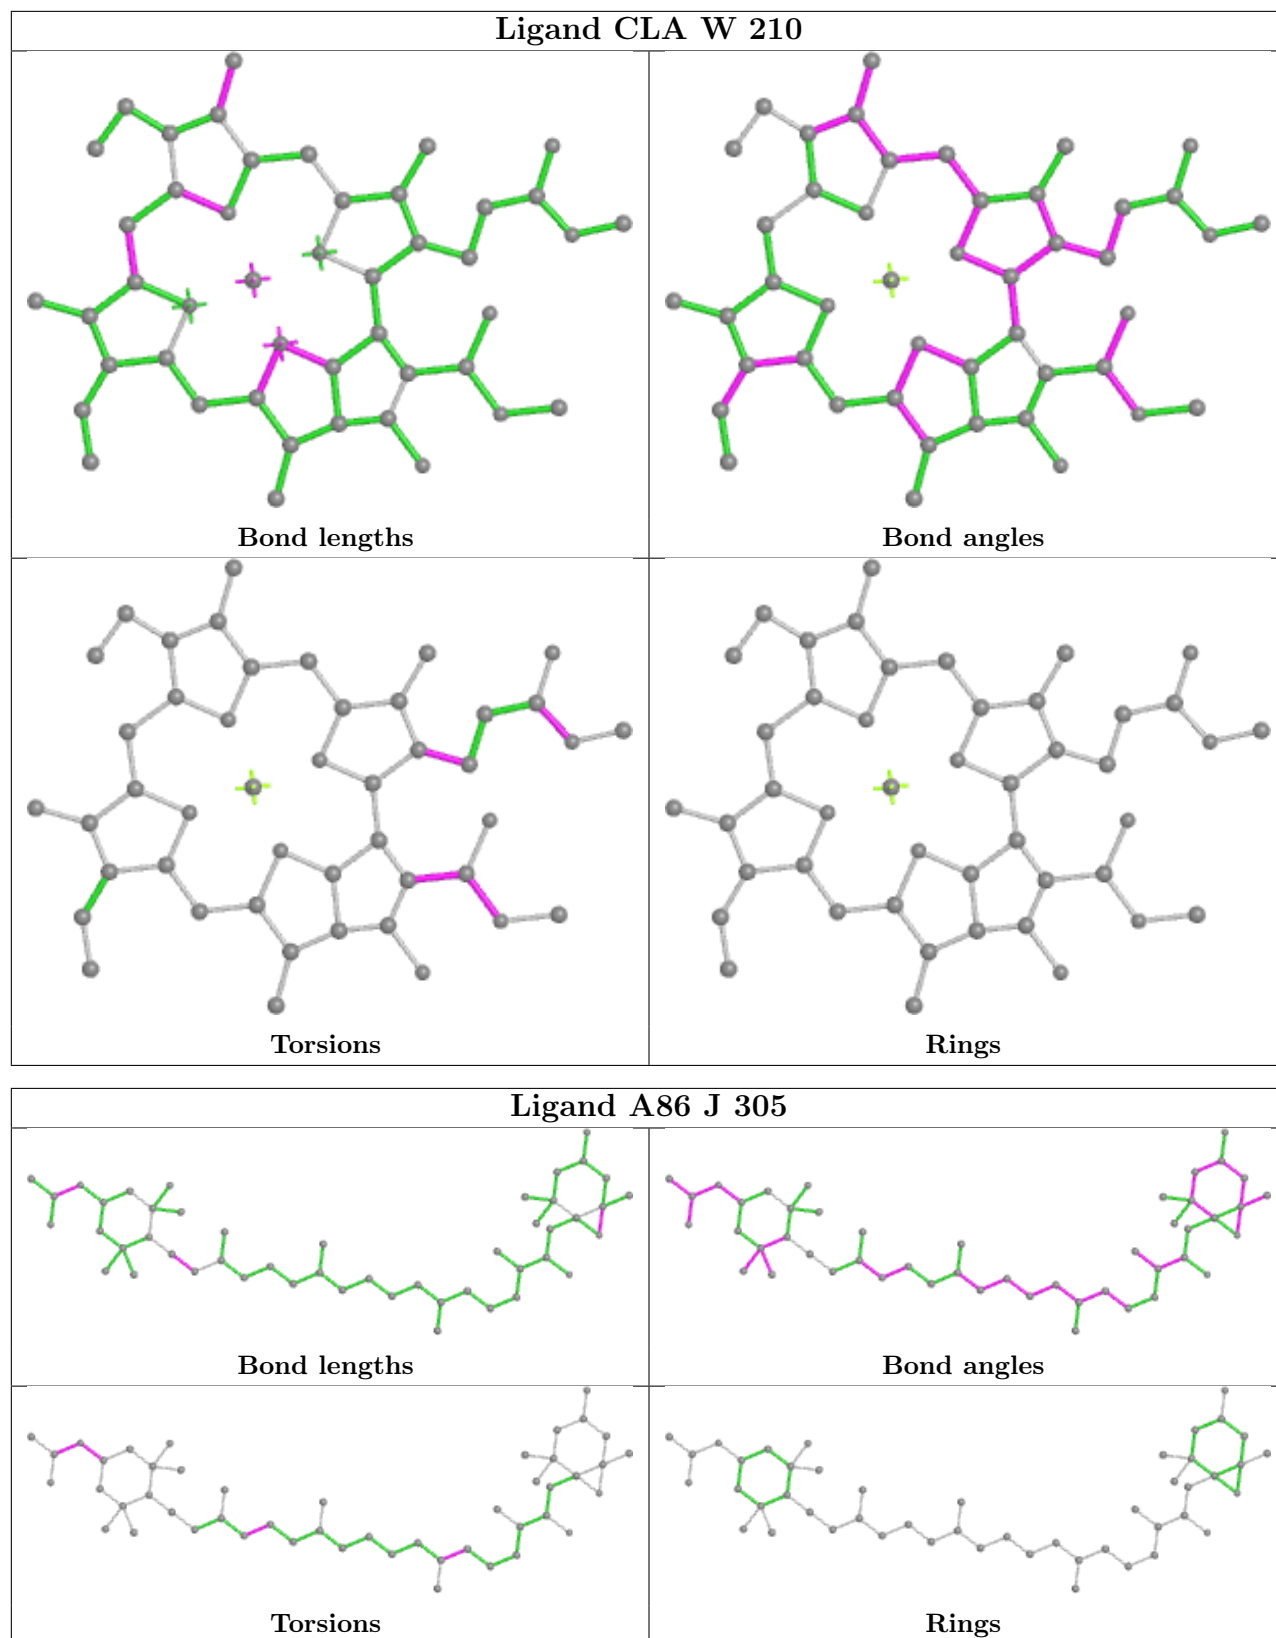 Ligand CLA W 210
Bond lengths
Bond angles
Torsions
Rings
Ligand A86 J 305
Bond lengths
Bond angles
Torsions
Rings